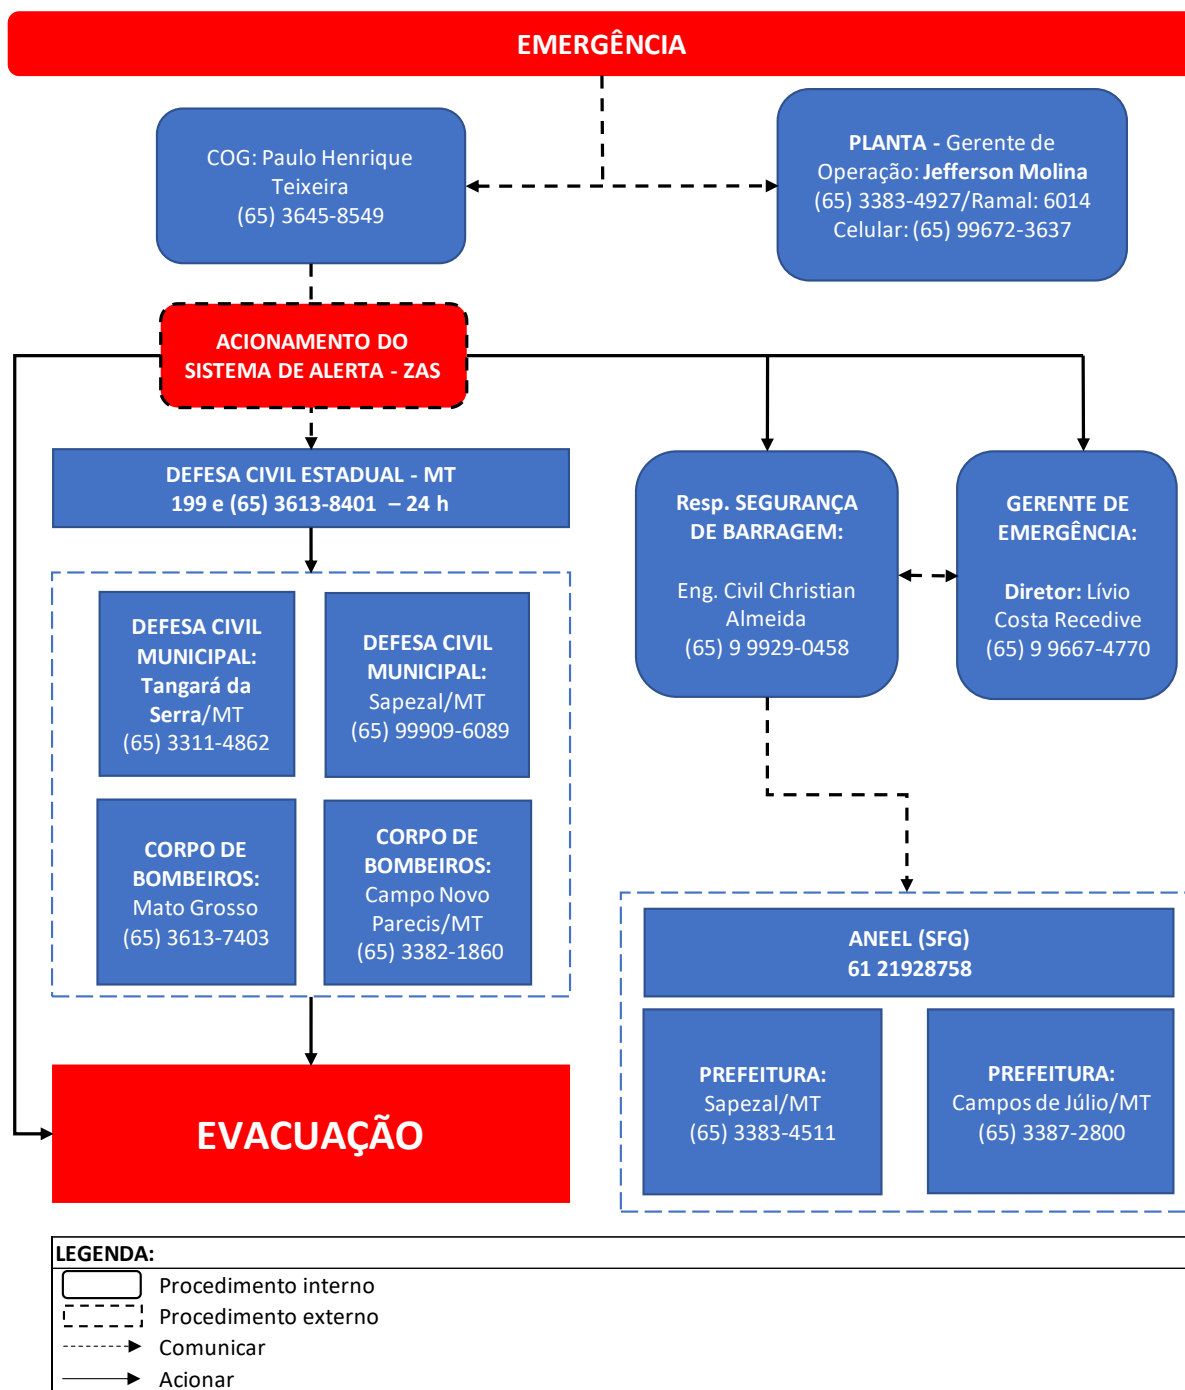 EMERGÊNCIA
COG: Paulo Henrique
Teixeira
(65) 3645-8549
PLANTA - Gerente de
Operação: Jefferson Molina
(65) 3383-4927/Ramal: 6014
Celular: (65) 99672-3637
ACIONAMENTO DO
SISTEMA DE ALERTA - ZAS
DEFESA CIVIL ESTADUAL - MT
199 e (65) 3613-8401 – 24 h
Resp. SEGURANÇA
DE BARRAGEM:
Eng. Civil Christian
Almeida
(65) 9 9929-0458
GERENTE DE
EMERGÊNCIA:
Diretor: Lívio
Costa Recedive
(65) 9 9667-4770
DEFESA CIVIL
MUNICIPAL:
Tangará da
Serra/MT
(65) 3311-4862
DEFESA CIVIL
MUNICIPAL:
Sapezal/MT
(65) 99909-6089
CORPO DE
BOMBEIROS:
Mato Grosso
(65) 3613-7403
CORPO DE
BOMBEIROS:
Campo Novo
Parecis/MT
(65) 3382-1860
ANEEL (SFG)
61 21928758
PREFEITURA:
Sapezal/MT
(65) 3383-4511
PREFEITURA:
Campos de Júlio/MT
(65) 3387-2800
EVACUAÇÃO
LEGENDA:
Procedimento interno
Procedimento externo
Comunicar
Acionar